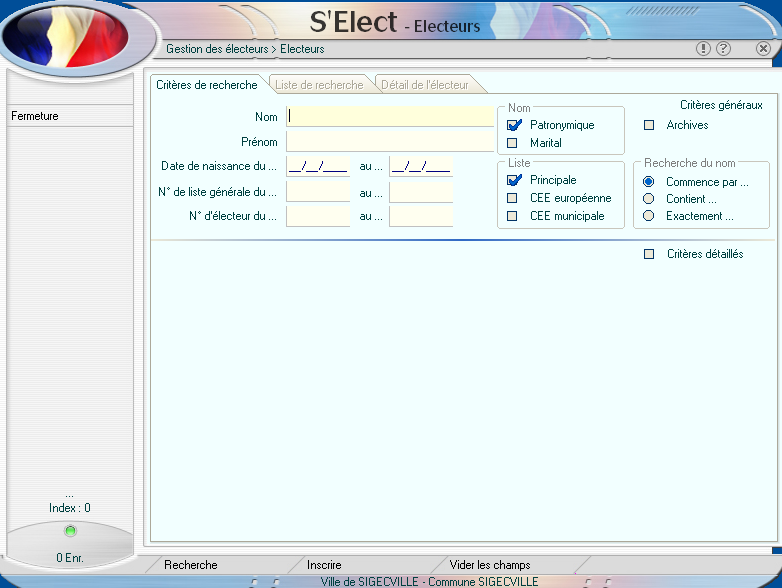 S'Elect - Electeurs
Gestion des électeurs > Electeurs
Fermeture
Critères de recherche
Liste de recherche
Détail de l'électeur
Nom
Prénom
Date de naissance du ... __/__/____ au ... __/__/____
N° de liste générale du ... au ...
N° d'électeur du ... au ...
Nom
Patronymique
Marital
Liste
Principale
CEE européenne
CEE municipale
Critères généraux
Archives
Recherche du nom
Commence par ...
Contient ...
Exactement ...
Critères détaillés
...
Index : 0
0 Enr.
Recherche
Inscrire
Vider les champs
Ville de SIGECVILLE - Commune SIGECVILLE